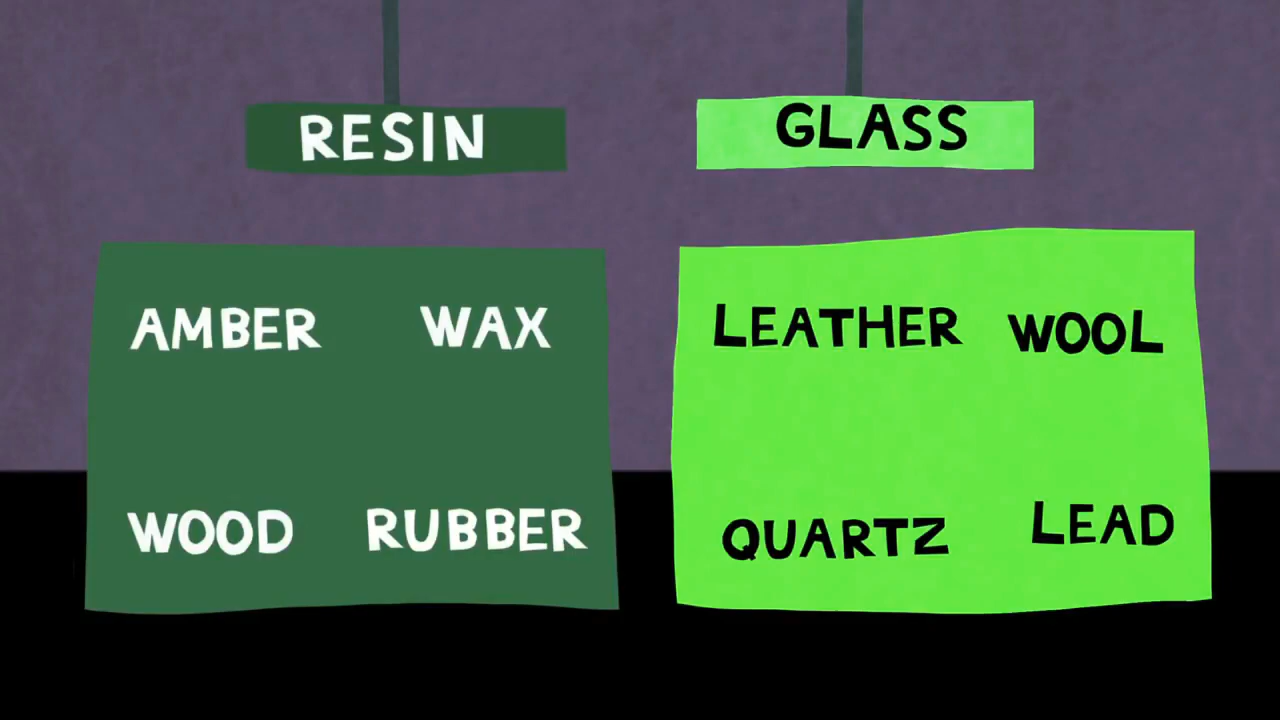 RESIN
GLASS
AMBER WAX
WOOD RUBBER
LEATHER WOOL
QUARTZ LEAD